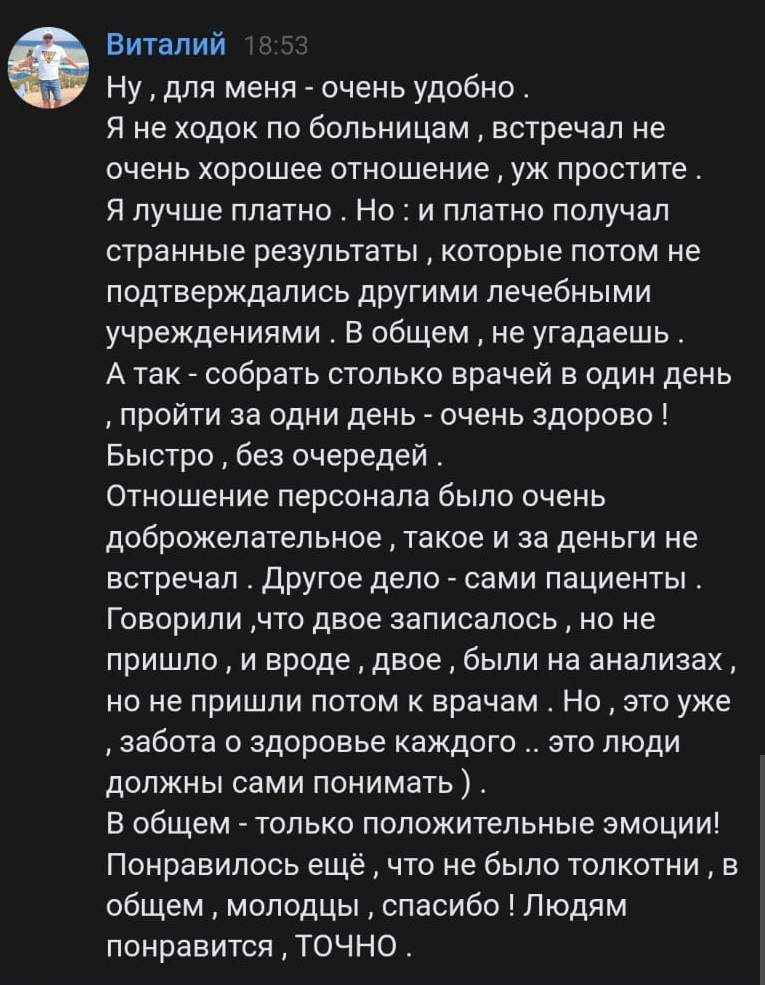 Виталий 18:53
Ну , для меня - очень удобно .
Я не ходок по больницам , встречал не
очень хорошее отношение , уж простите .
Я лучше платно . Но : и платно получал
странные результаты , которые потом не
подтверждались другими лечебными
учреждениями . В общем , не угадаешь .
А так - собрать столько врачей в один день
, пройти за одни день - очень здорово !
Быстро , без очередей .
Отношение персонала было очень
доброжелательное , такое и за деньги не
встречал . Другое дело - сами пациенты .
Говорили ,что двое записалось , но не
пришло , и вроде , двое , были на анализах ,
но не пришли потом к врачам . Но , это уже
, забота о здоровье каждого .. это люди
должны сами понимать ) .
В общем - только положительные эмоции!
Понравилось ещё , что не было толкотни , в
общем , молодцы , спасибо ! Людям
понравится , ТОЧНО .